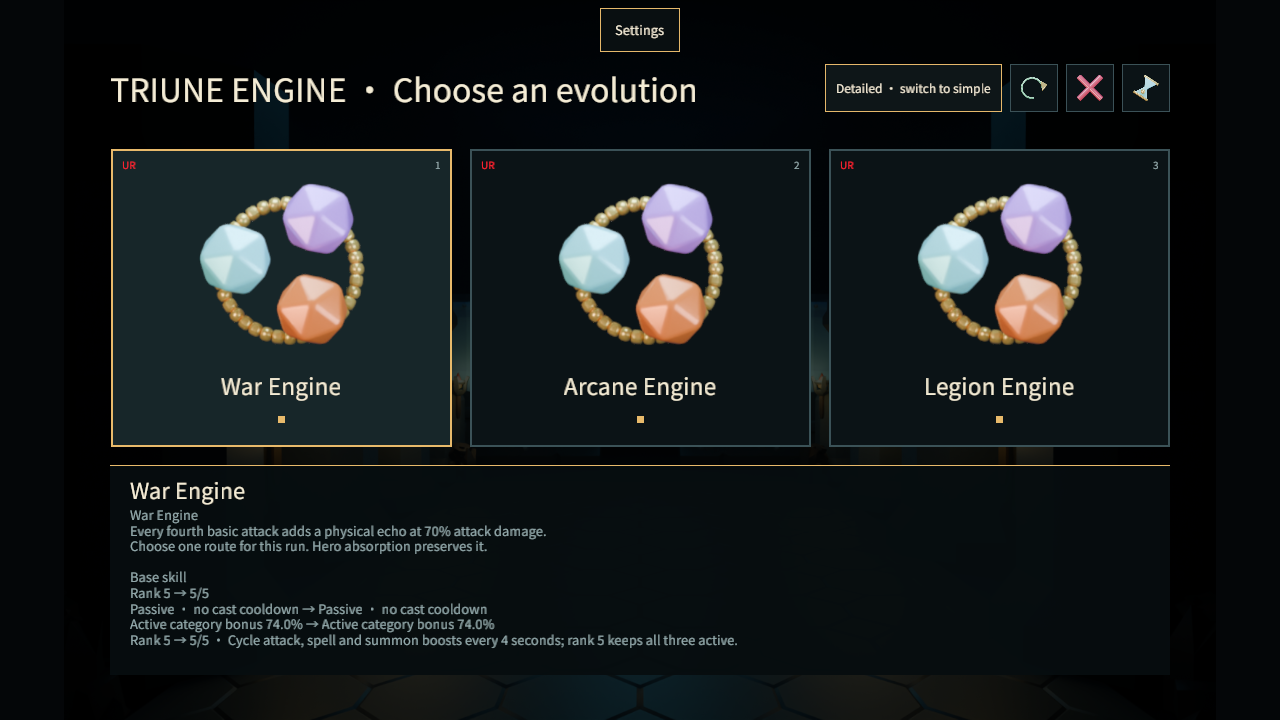 Settings
TRIUNE ENGINE • Choose an evolution
Detailed • switch to simple
UR 1
War Engine
UR 2
Arcane Engine
UR 3
Legion Engine
War Engine
War Engine
Every fourth basic attack adds a physical echo at 70% attack damage.
Choose one route for this run. Hero absorption preserves it.
Base skill
Rank 5 → 5/5
Passive • no cast cooldown → Passive • no cast cooldown
Active category bonus 74.0% → Active category bonus 74.0%
Rank 5 → 5/5 • Cycle attack, spell and summon boosts every 4 seconds; rank 5 keeps all three active.